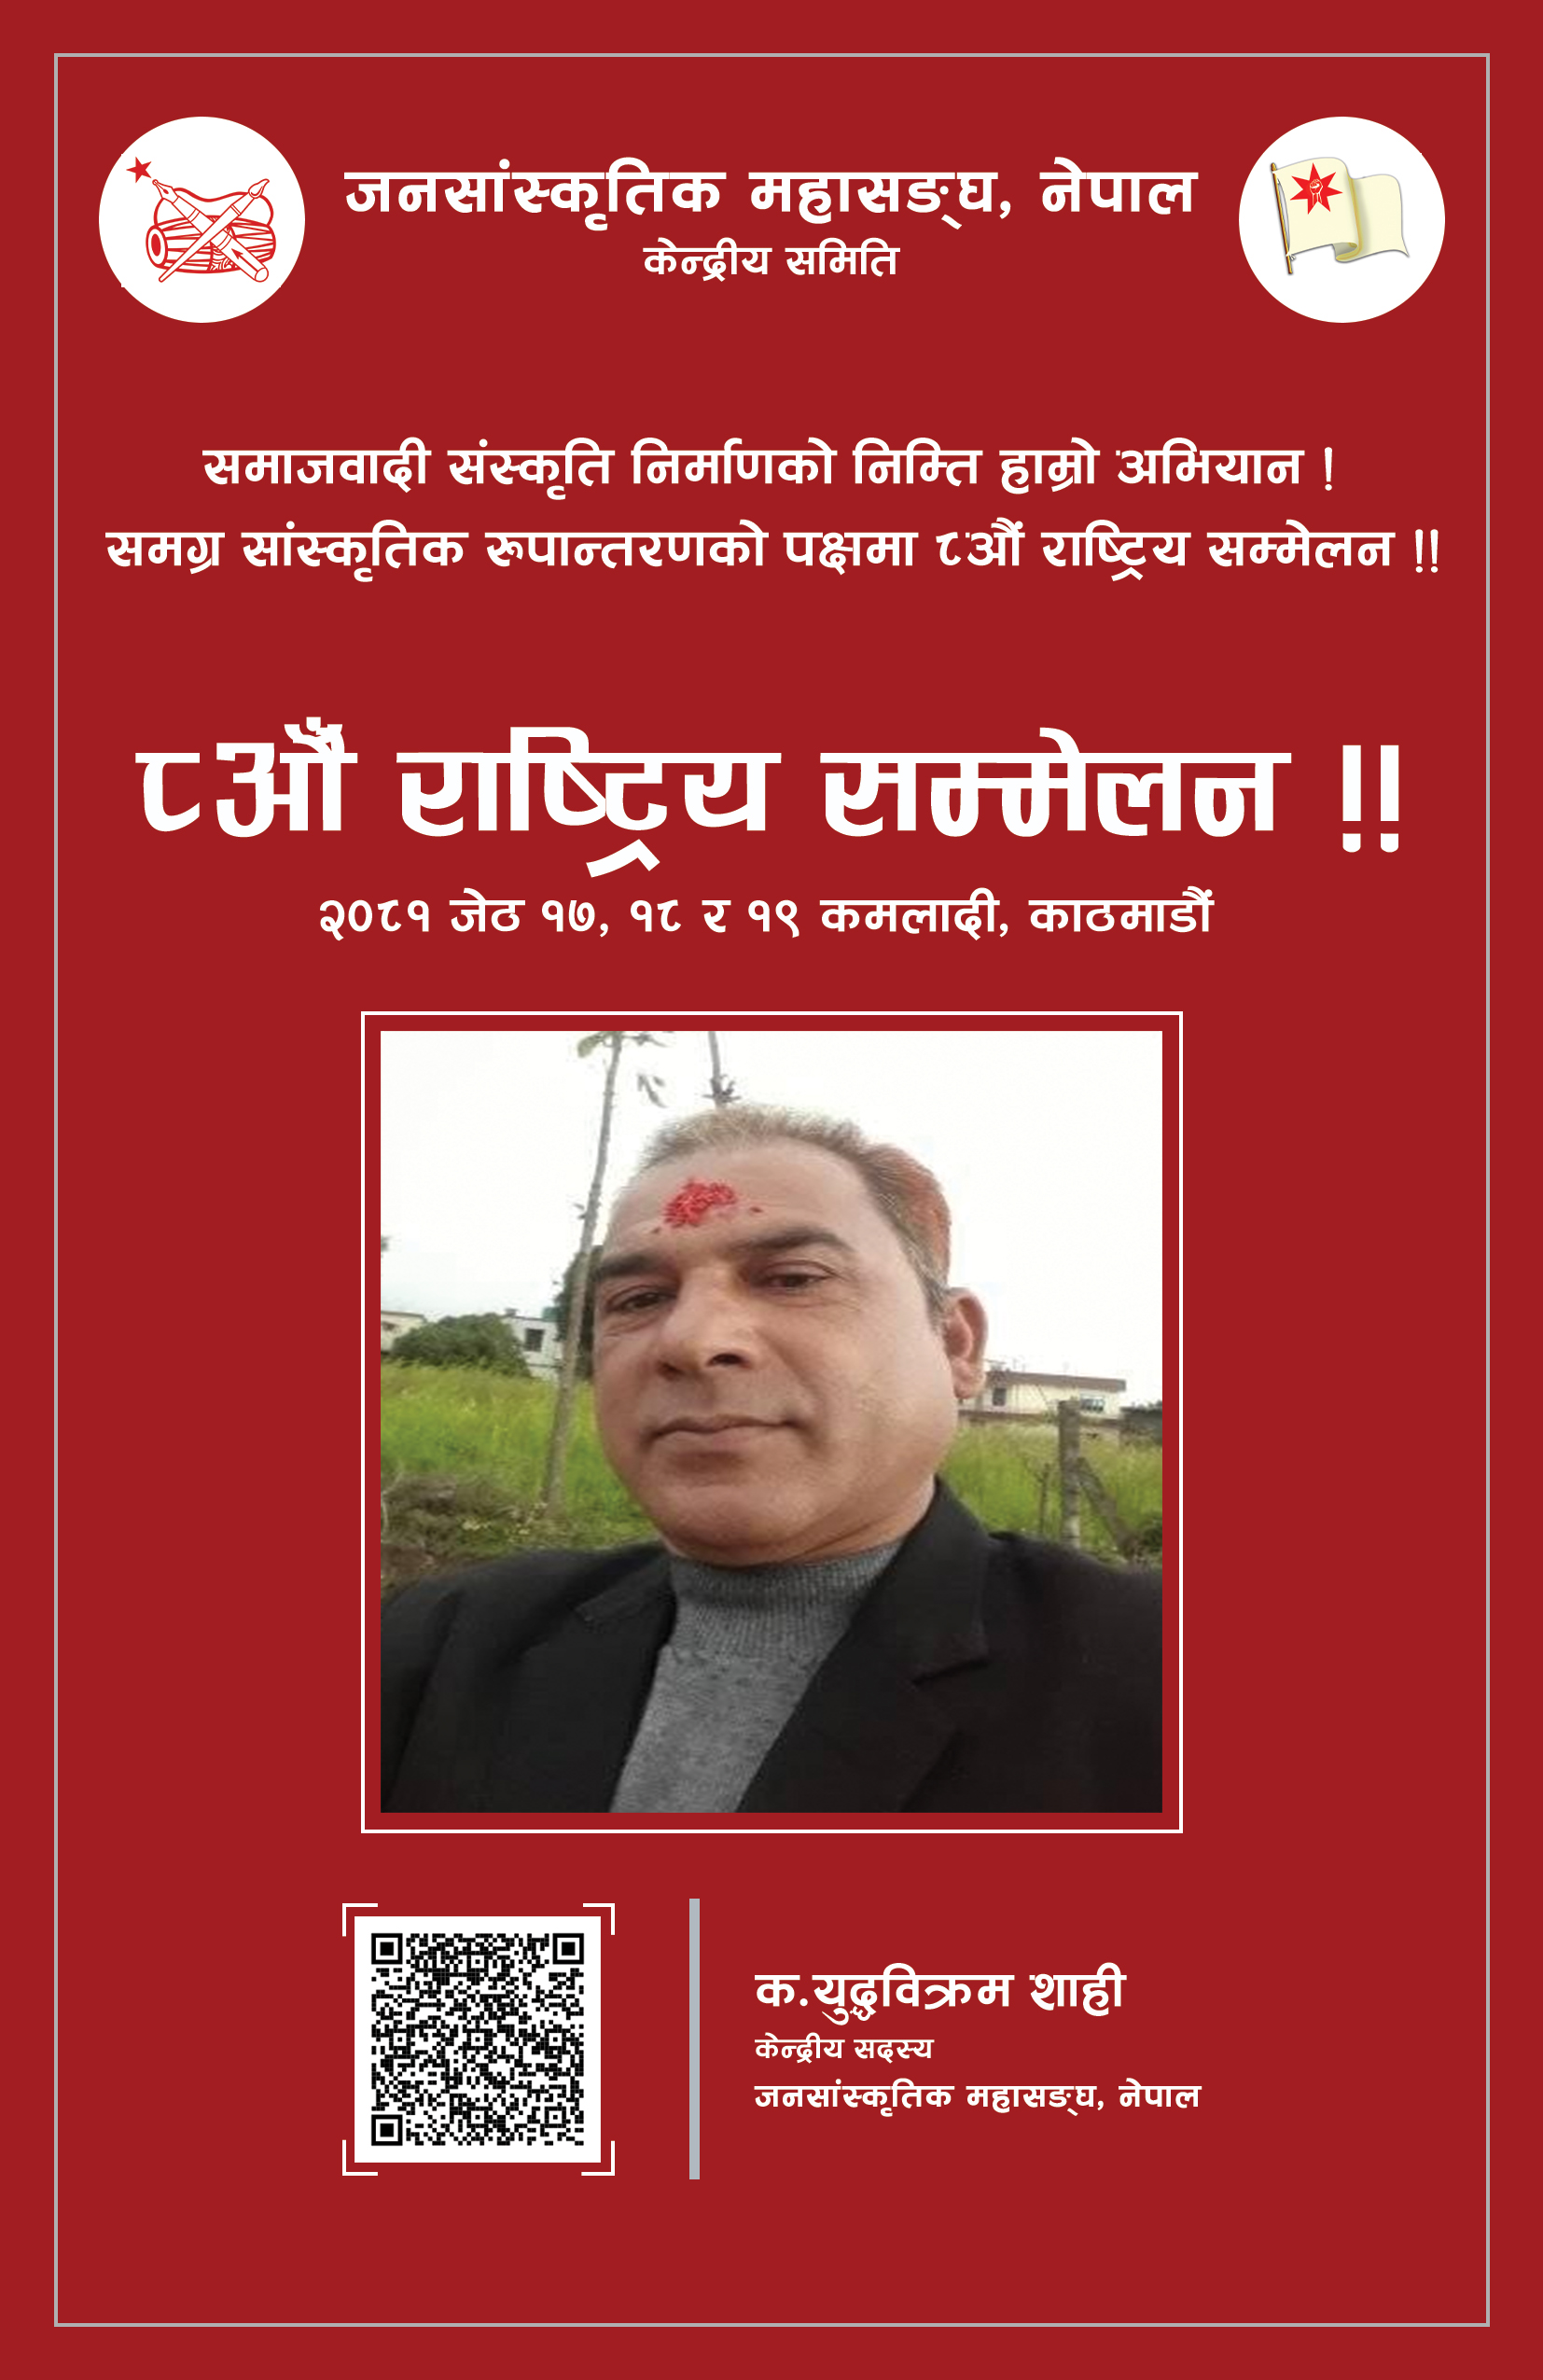 जनसांस्कृतिक महासङ्घ, नेपाल
केन्द्रीय समिति
समाजवादी संस्कृति निर्माणको निम्ति हाम्रो अभियान !
समग्र सांस्कृतिक रूपान्तरणको पक्षमा ८औं राष्ट्रिय सम्मेलन !!
८औँ राष्ट्रिय सम्मेलन !!
२०८१ जेठ १७, १८ र १९ कमलादी, काठमाडौं
क.युद्धविक्रम शाही
केन्द्रीय सदस्य
जनसांस्कृतिक महासङ्घ, नेपाल